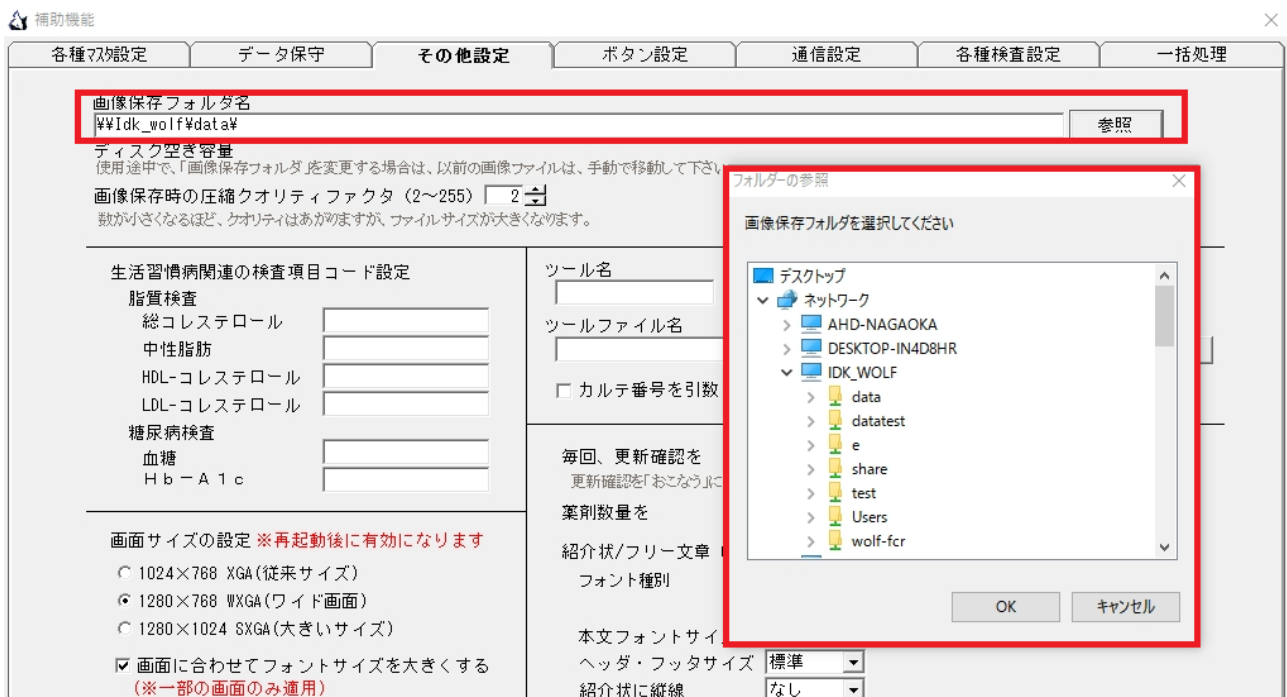 補助機能
各種ﾏｽﾀ設定
データ保守
その他設定
ボタン設定
通信設定
各種検査設定
一括処理
画像保存フォルダ名
¥¥Idk_wolf¥data¥
参照
ディスク空き容量
使用途中で、「画像保存フォルダ」を変更する場合は、以前の画像ファイルは、手動で移動して下さい
画像保存時の圧縮クオリティファクタ（2～255） 2
数が小さくなるほど、クオリティはあがりますが、ファイルサイズが大きくなります。
生活習慣病関連の検査項目コード設定
脂質検査
総コレステロール
中性脂肪
HDL-コレステロール
LDL-コレステロール
糖尿病検査
血糖
Ｈｂ－Ａ１ｃ
画面サイズの設定 ※再起動後に有効になります
1024×768 XGA(従来サイズ)
1280×768 WXGA(ワイド画面)
1280×1024 SXGA(大きいサイズ)
画面に合わせてフォントサイズを大きくする
(※一部の画面のみ適用)
ツール名
ツールファイル名
カルテ番号を引数
毎回、更新確認を
更新確認を「おこなう」に
薬剤数量を
紹介状/フリー文章
フォント種別
本文フォントサイ
ヘッダ・フッタサイズ 標準
紹介状に縦線 なし
フォルダーの参照
画像保存フォルダを選択してください
デスクトップ
ネットワーク
AHD-NAGAOKA
DESKTOP-IN4D8HR
IDK_WOLF
data
datatest
e
share
test
Users
wolf-fcr
OK
キャンセル